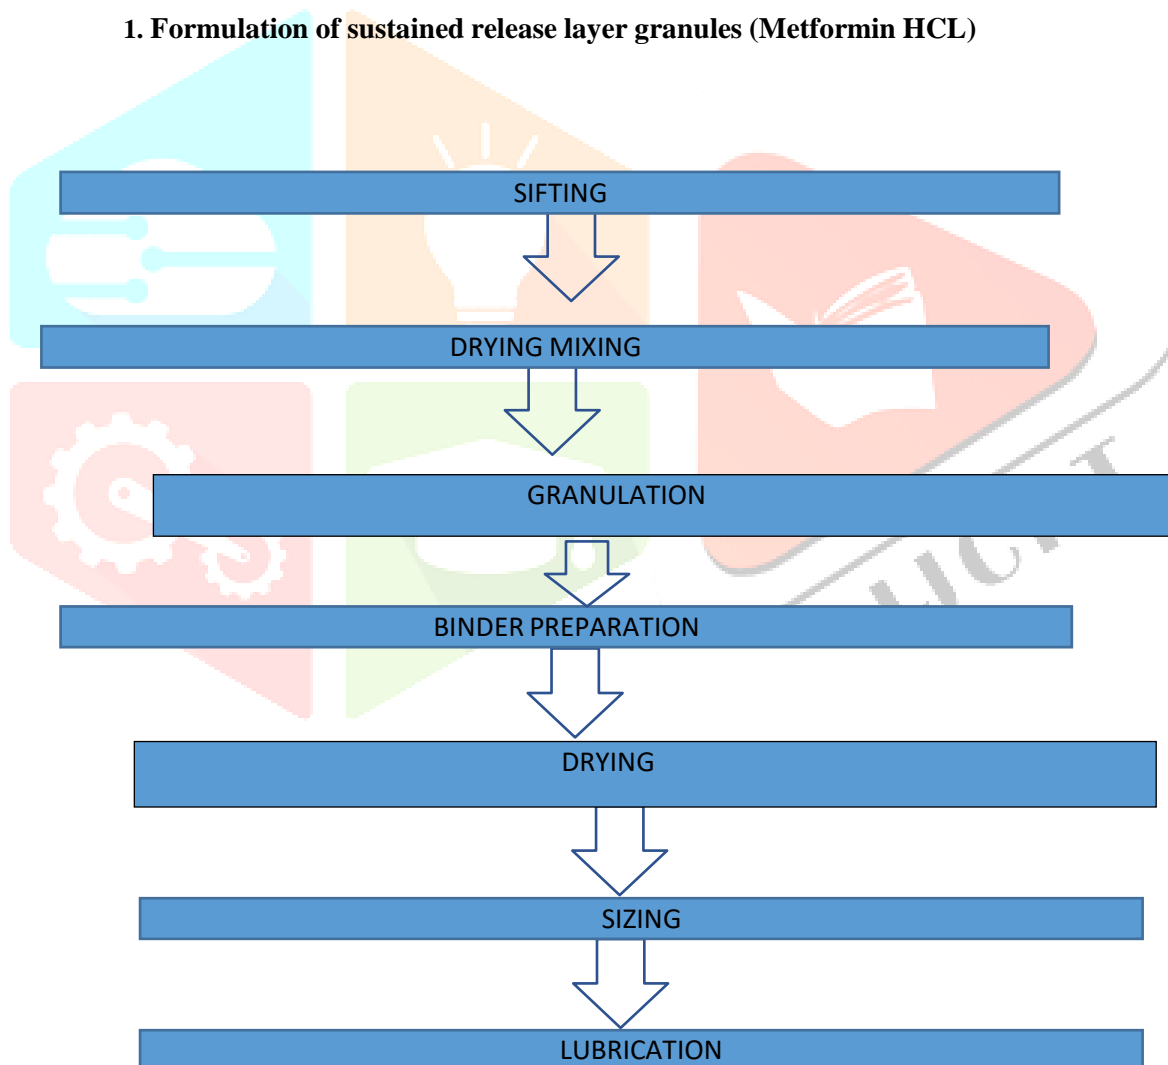 1. Formulation of sustained release layer granules (Metformin HCL)
SIFTING
DRYING MIXING
GRANULATION
BINDER PREPARATION
DRYING
SIZING
LUBRICATION